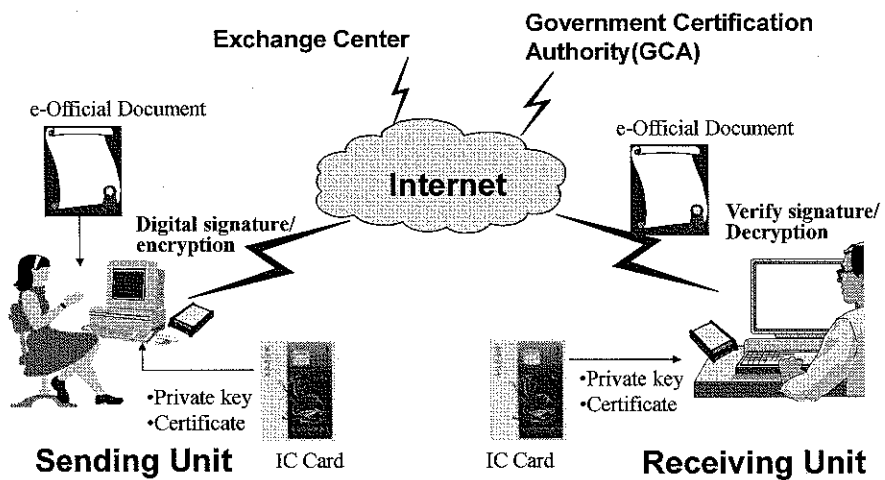 Exchange Center
Government Certification
Authority(GCA)
e-Official Document
e-Official Document
Internet
Digital signature/
encryption
Verify signature/
Decryption
•Private key
•Certificate
•Private key
•Certificate
IC Card
IC Card
Sending Unit
Receiving Unit